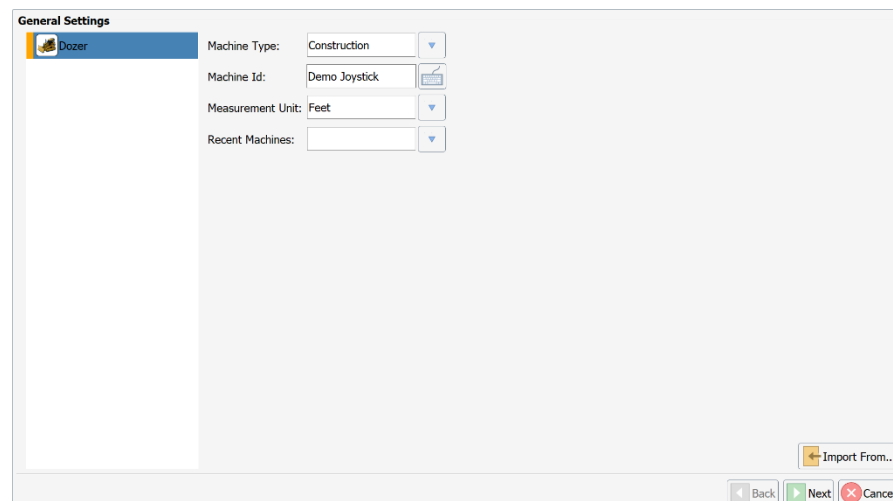 General Settings
Dozer
Machine Type: Construction
Machine Id: Demo Joystick
Measurement Unit: Feet
Recent Machines:
Import From..
Back Next Cance